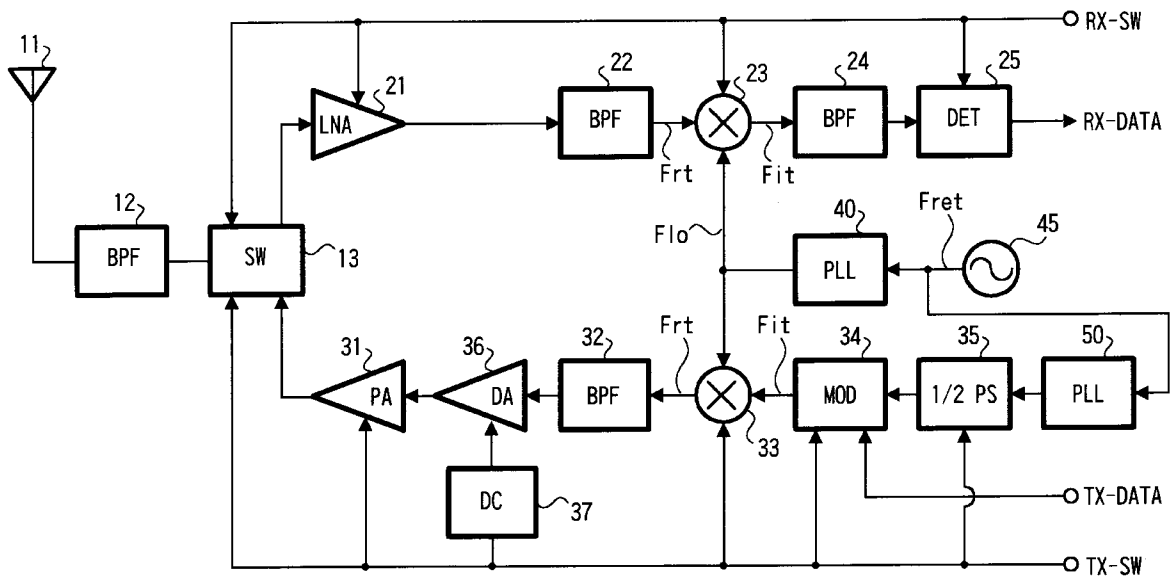 RX-SW
11
21
22
23
24
25
LNA
BPF
BPF
DET
RX-DATA
Frt
Fit
12
40
Fret
45
BPF
SW
13
Flo
PLL
31
36
Frt
32
Fit
34
35
50
PA
DA
BPF
MOD
1/2 PS
PLL
33
DC
37
TX-DATA
TX-SW